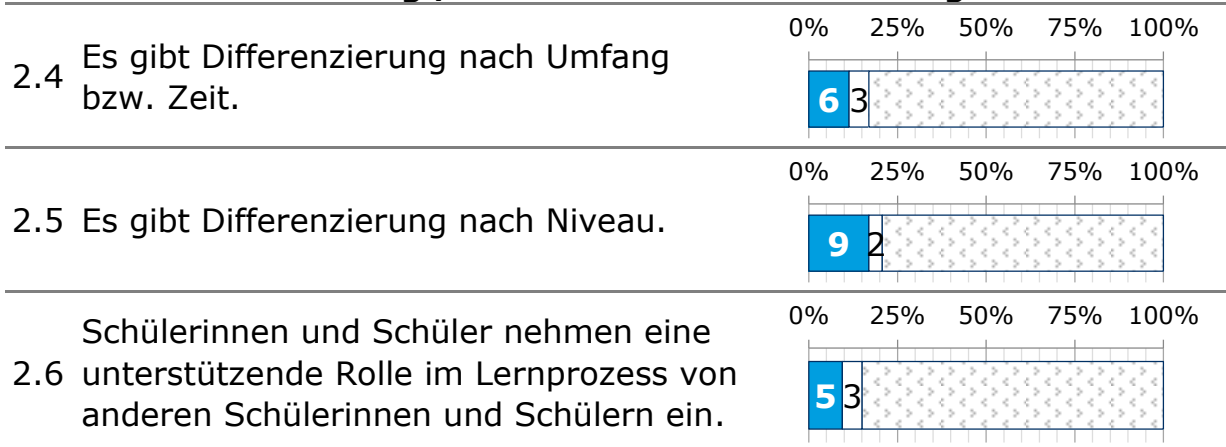 0% 25% 50% 75% 100%
2.4 Es gibt Differenzierung nach Umfang
bzw. Zeit.
6 3
0% 25% 50% 75% 100%
2.5 Es gibt Differenzierung nach Niveau.
9 2
0% 25% 50% 75% 100%
Schülerinnen und Schüler nehmen eine
2.6 unterstützende Rolle im Lernprozess von
anderen Schülerinnen und Schülern ein.
5 3